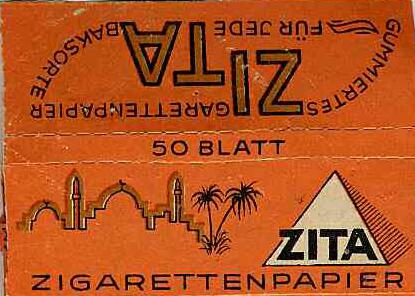 GUMMIERTES
ZIGARETTENPAPIER
FÜR JEDE
TABAKSORTE
ZITA
50 BLATT
ZITA
ZIGARETTENPAPIER